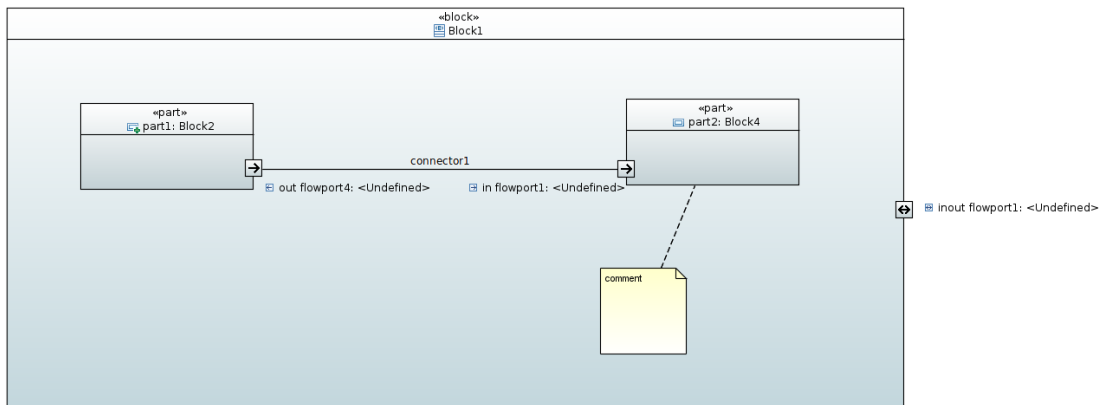 «block»
Block1
«part»
part1: Block2
«part»
part2: Block4
connector1
out flowport4: <Undefined>
in flowport1: <Undefined>
inout flowport1: <Undefined>
comment